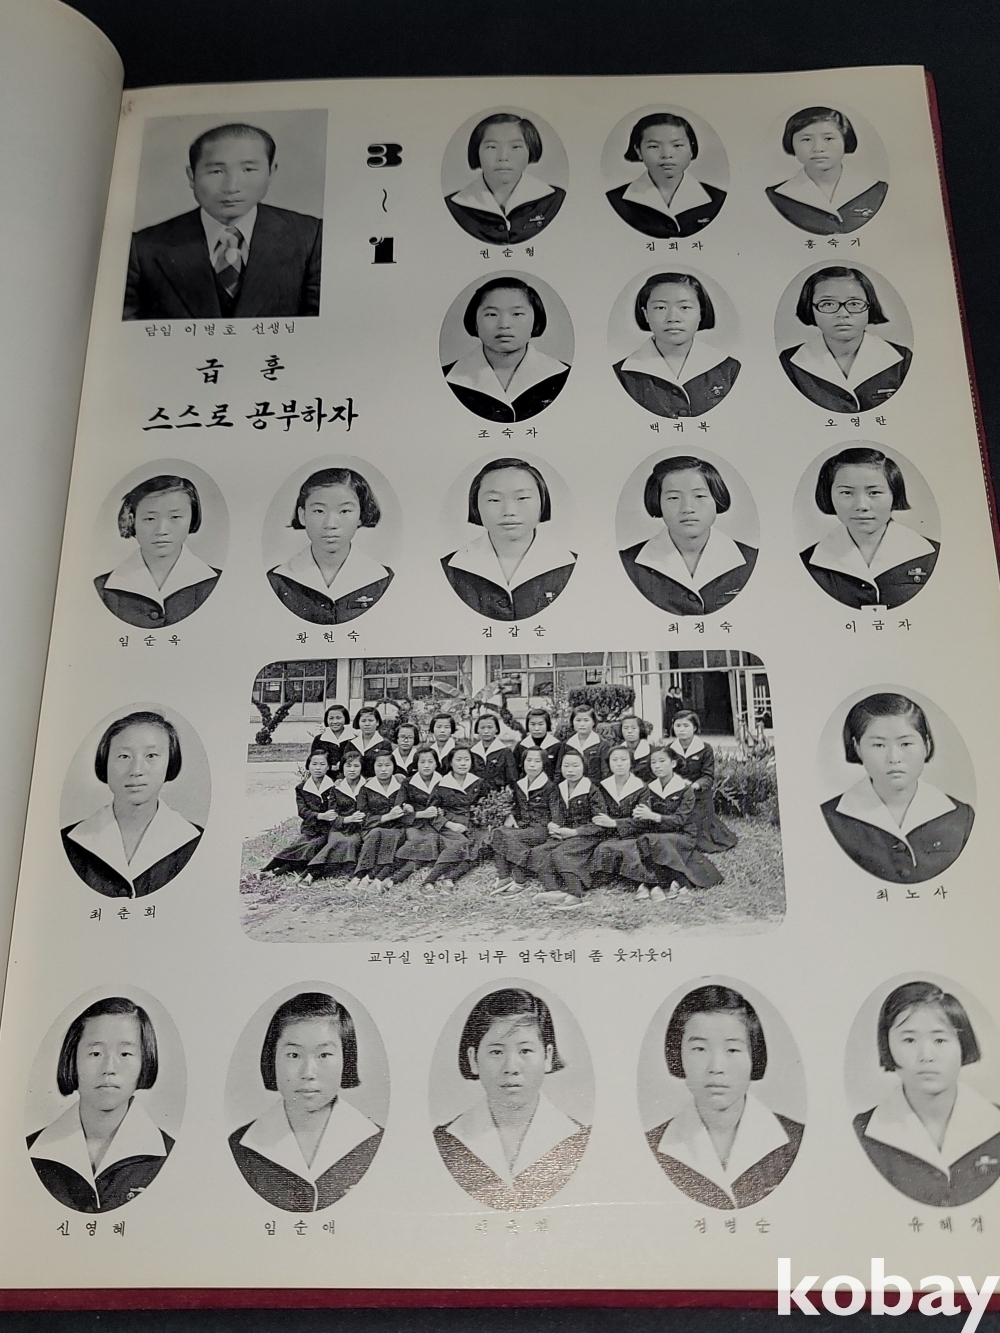 3~1
담임 이병호 선생님
급훈
스스로 공부하자
권순형
김희자
홍숙기
조숙자
백귀복
오영란
임순옥
황현숙
김갑순
최정숙
이금자
최춘희
최노사
교무실 앞이라 너무 엄숙한데 좀 웃자웃어
신영혜
임순애
정병순
유혜경
kobay